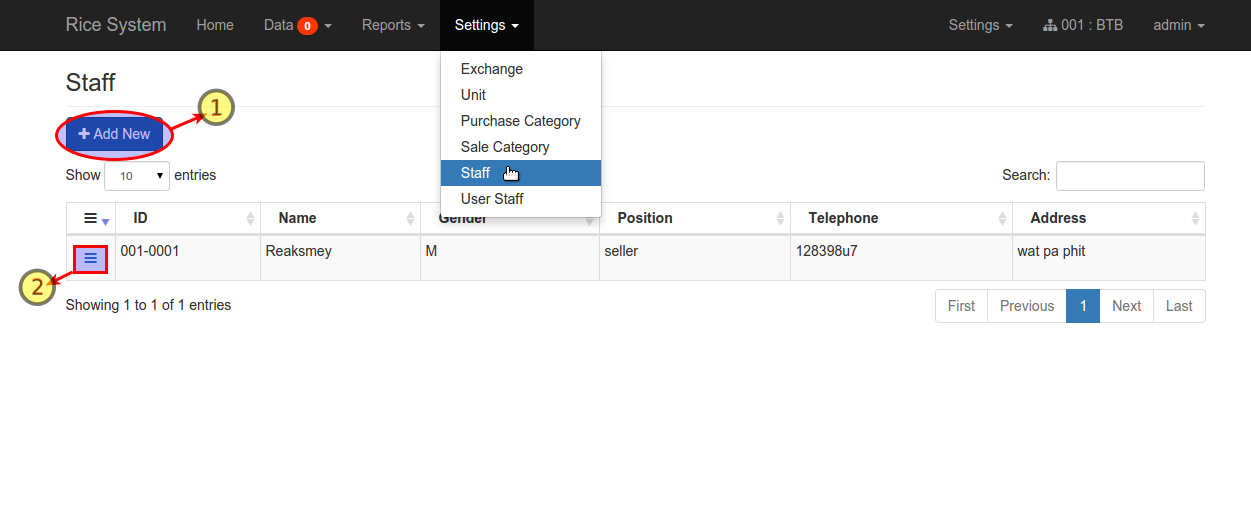 Rice System Home Data 0 Reports Settings Settings 001 : BTB admin
Exchange
Unit
Purchase Category
Sale Category
Staff
User Staff
Staff
1
Add New
Show 10 entries Search:
ID Name Gender Position Telephone Address
001-0001 Reaksmey M seller 128398u7 wat pa phit
2
Showing 1 to 1 of 1 entries First Previous 1 Next Last